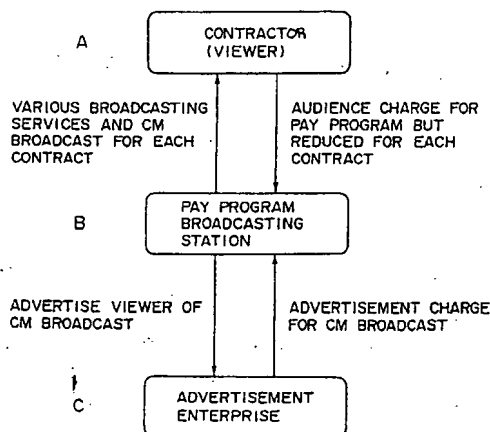 A
CONTRACTOR
(VIEWER)
VARIOUS BROADCASTING
SERVICES AND CM
BROADCAST FOR EACH
CONTRACT
AUDIENCE CHARGE FOR
PAY PROGRAM BUT
REDUCED FOR EACH
CONTRACT
B
PAY PROGRAM
BROADCASTING
STATION
ADVERTISE VIEWER OF
CM BROADCAST
ADVERTISEMENT CHARGE
FOR CM BROADCAST
C
ADVERTISEMENT
ENTERPRISE